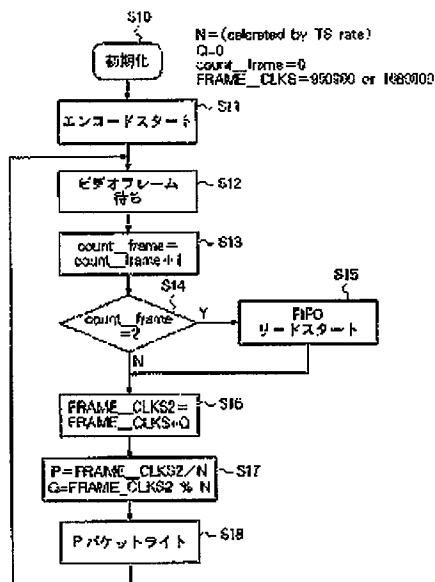 S10
初期化
N=(calcrated by TS rate)
Q=0
count_frame=0
FRAME_CLKS=900900 or 1080000
S11
エンコードスタート
S12
ビデオフレーム
待ち
S13
count_frame=
count_frame+1
S14
count_frame
=2
Y
N
S15
FIFO
リードスタート
S16
FRAME_CLKS2=
FRAME_CLKS+Q
S17
P=FRAME_CLKS2/N
Q=FRAME_CLKS2 % N
S18
Pパケットライト